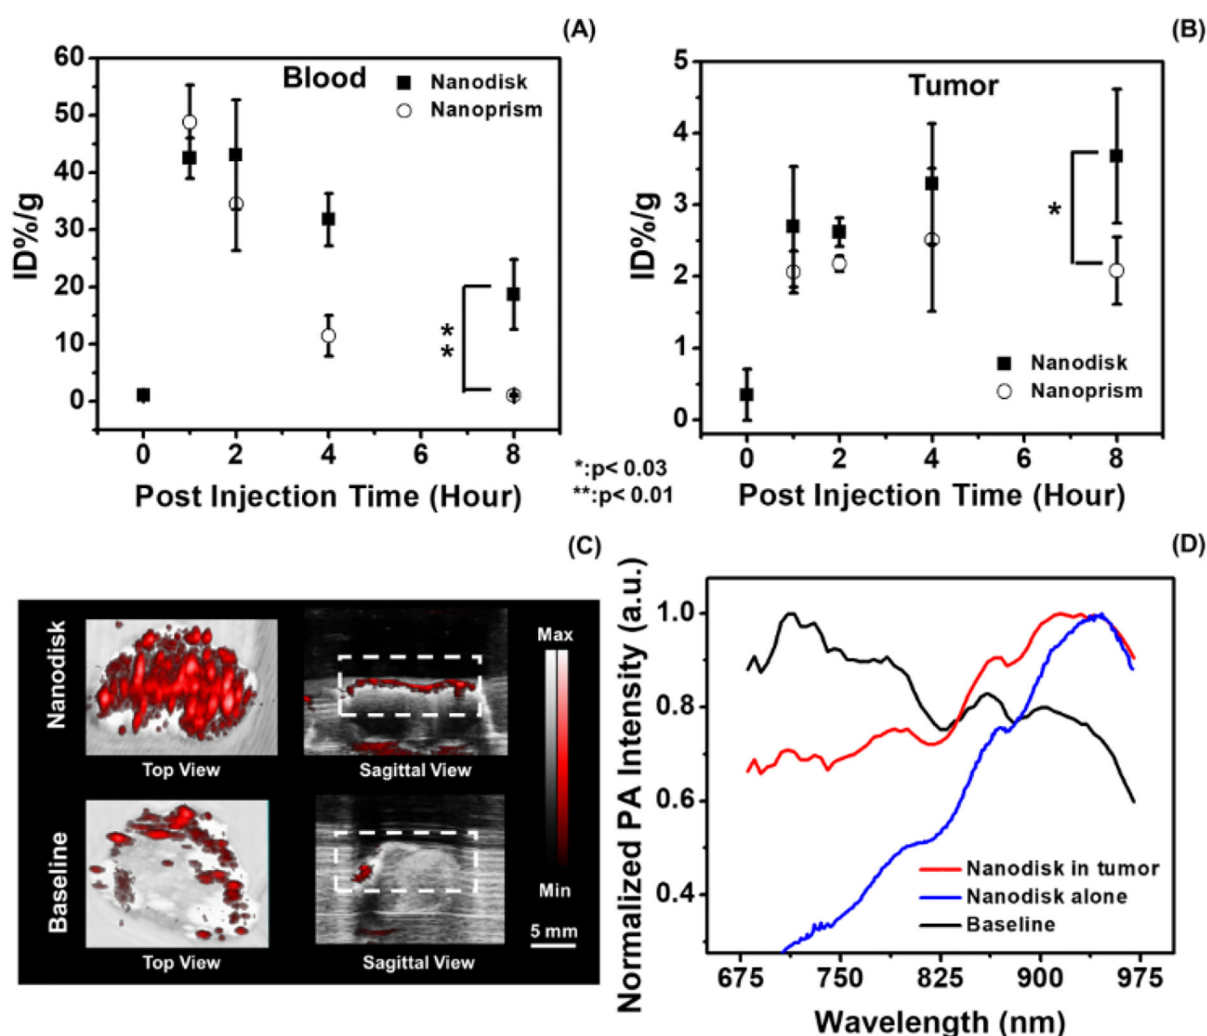 (A)
Blood
Nanodisk
Nanoprism
60
50
40
30
20
10
0
ID%/g
**
0 2 4 6 8
Post Injection Time (Hour)
*:p< 0.03
**:p< 0.01
(B)
Tumor
5
4
3
2
1
0
ID%/g
*
Nanodisk
Nanoprism
0 2 4 6 8
Post Injection Time (Hour)
(C)
Nanodisk
Top View
Sagittal View
Max
Baseline
Min
5 mm
Top View
Sagittal View
(D)
Normalized PA Intensity (a.u.)
1.0
0.8
0.6
0.4
Nanodisk in tumor
Nanodisk alone
Baseline
675 750 825 900 975
Wavelength (nm)